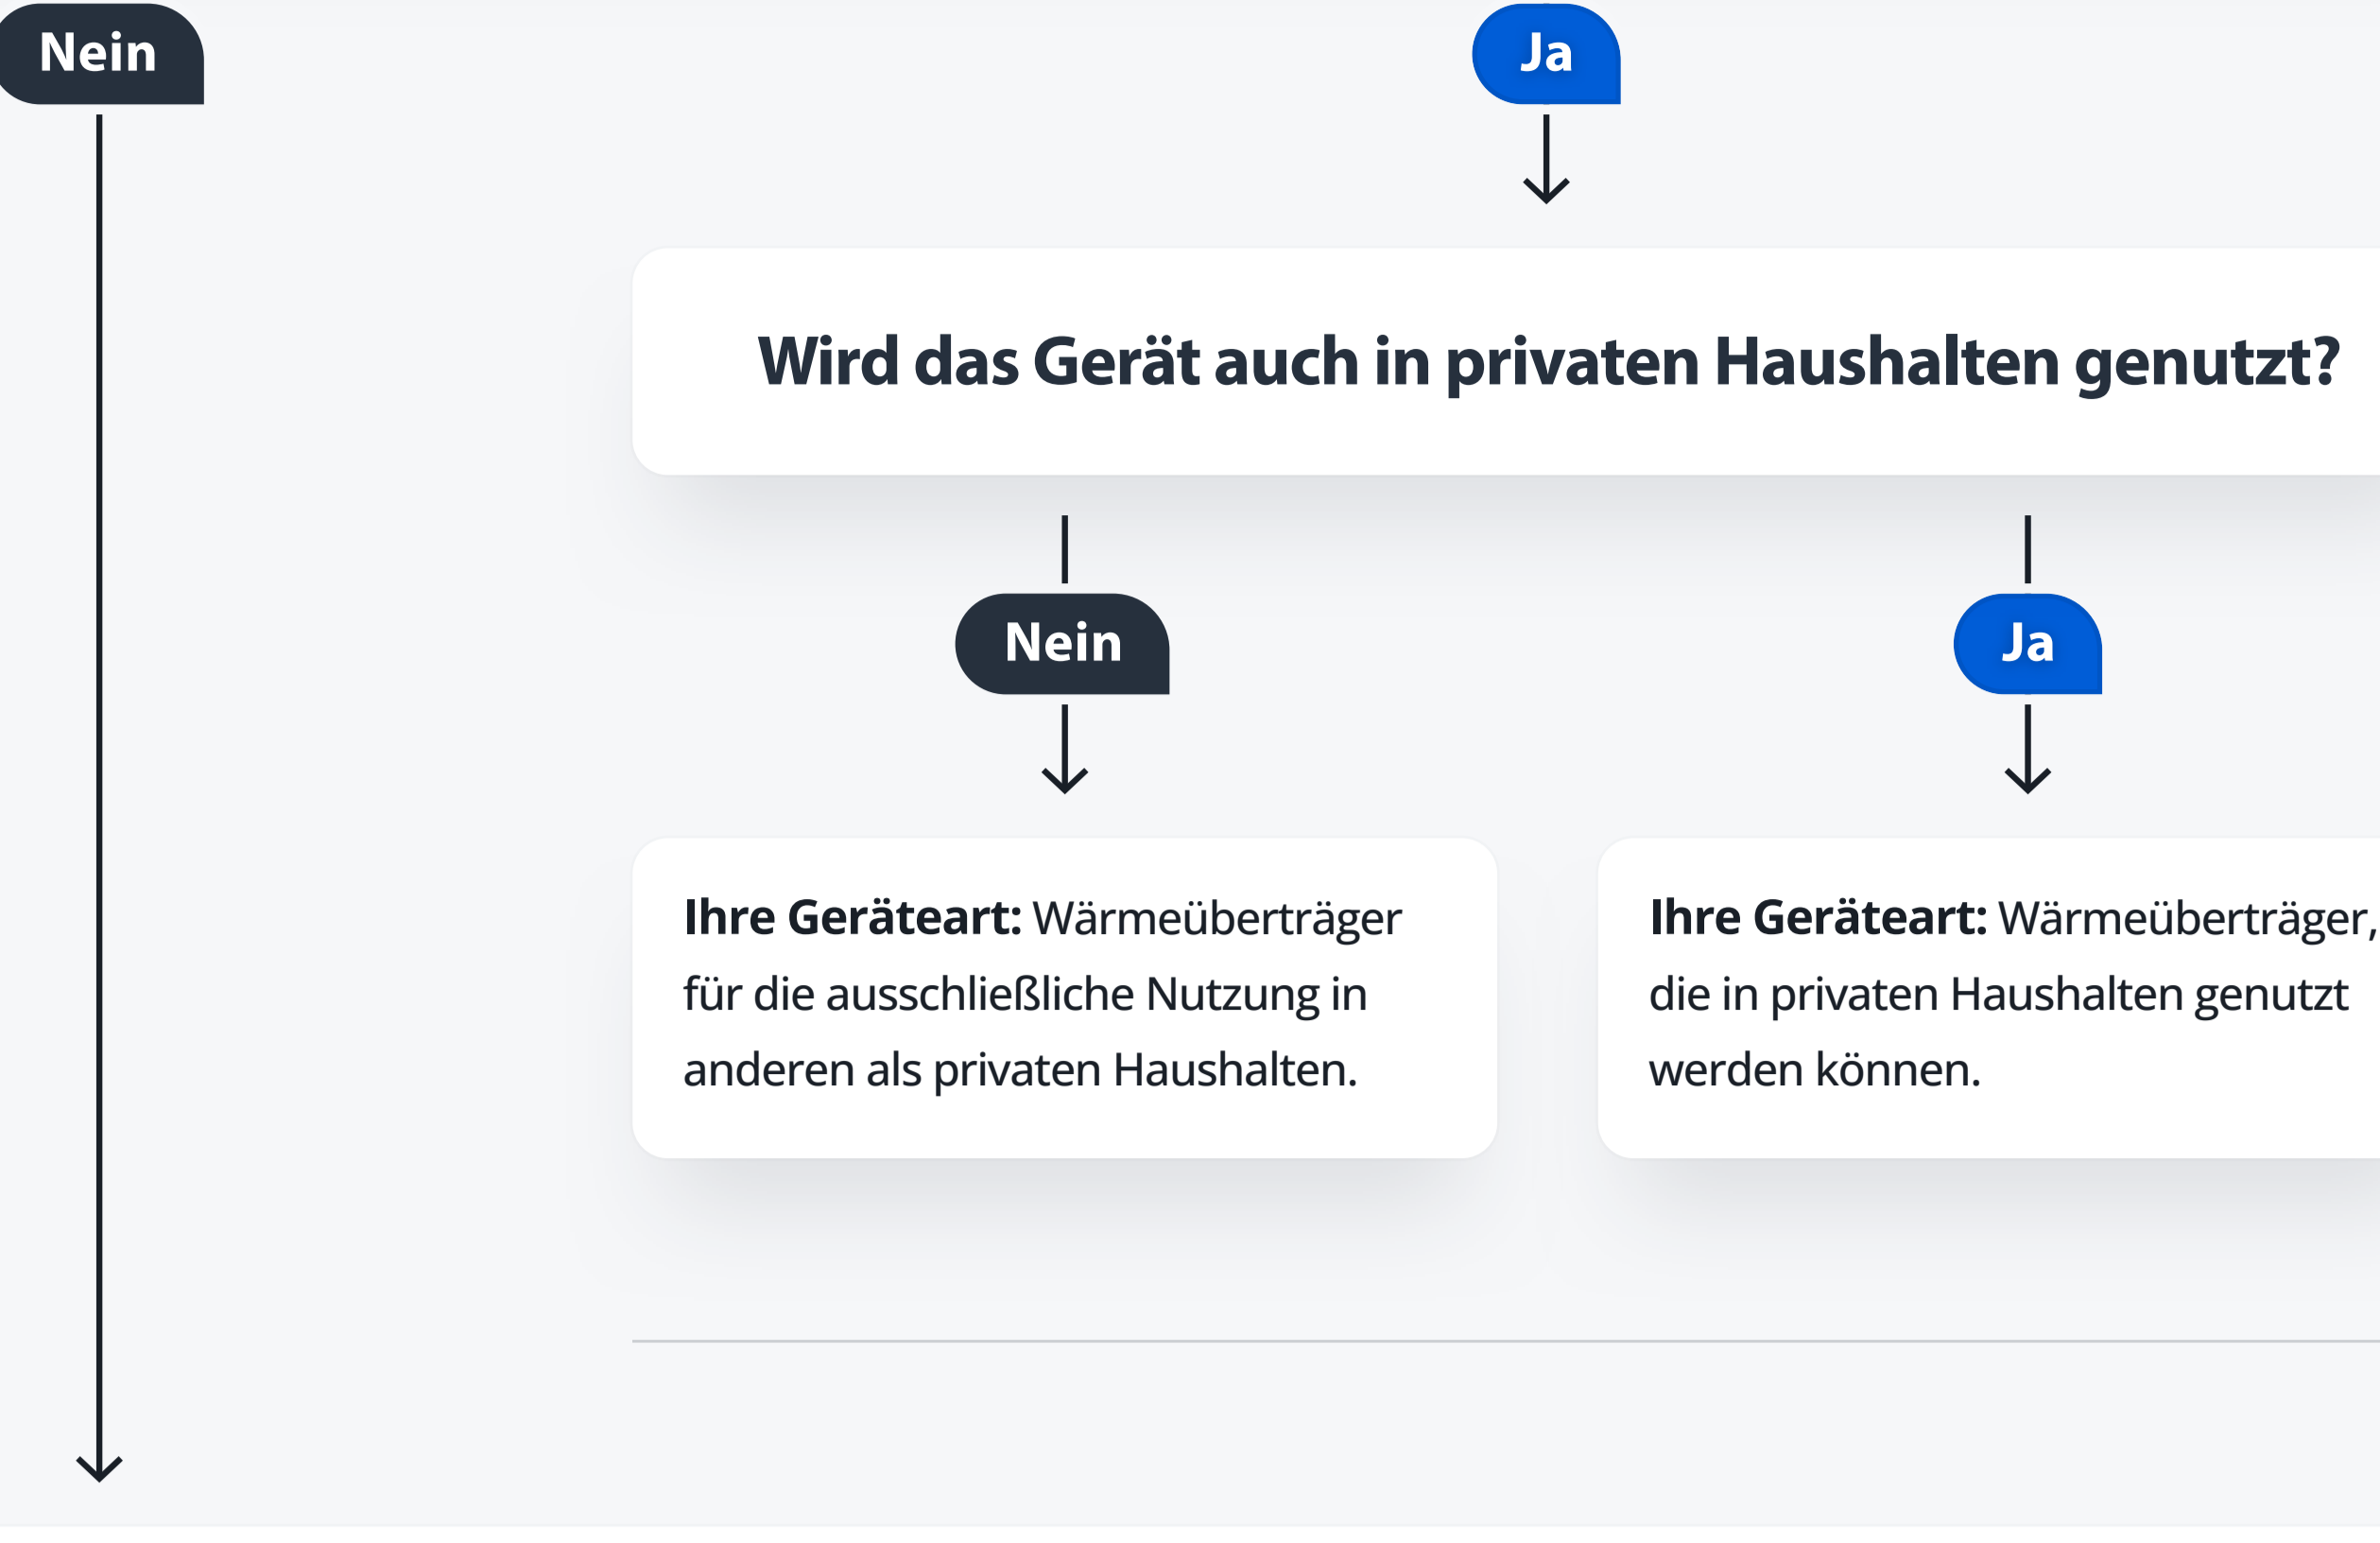 Nein
Ja
Wird das Gerät auch in privaten Haushalten genutzt?
Nein
Ja
Ihre Geräteart: Wärmeüberträger
für die ausschließliche Nutzung in
anderen als privaten Haushalten.
Ihre Geräteart: Wärmeüberträger,
die in privaten Haushalten genutzt
werden können.